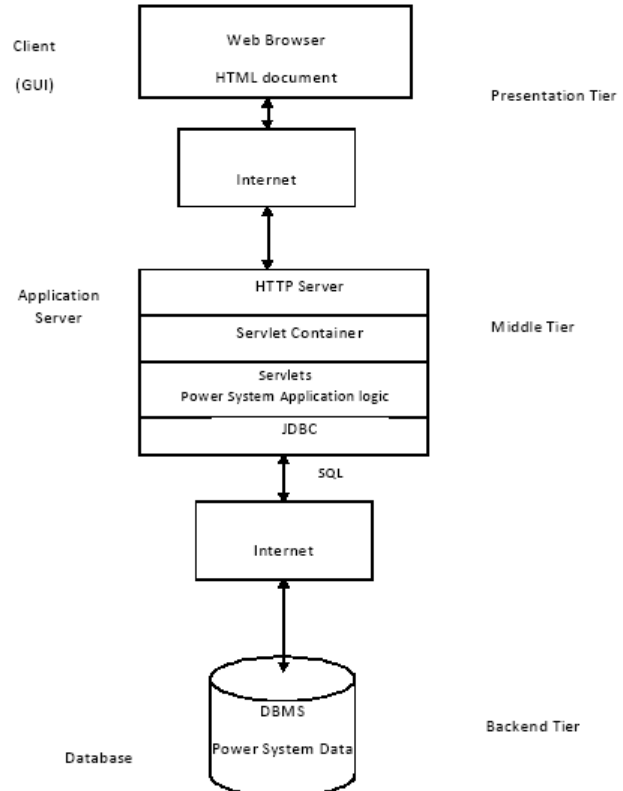 Client
(GUI)
Web Browser
HTML document
Presentation Tier
Internet
Application
Server
HTTP Server
Servlet Container
Servlets
Power System Application logic
JDBC
Middle Tier
SQL
Internet
DBMS
Power System Data
Database
Backend Tier